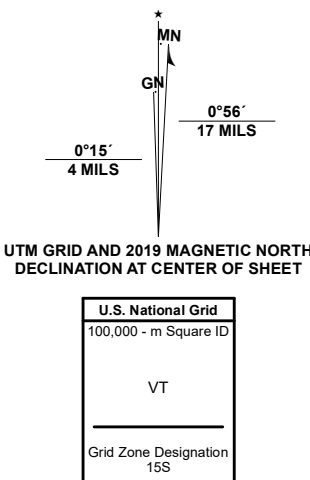 ★
MN
GN
0°56´
17 MILS
0°15´
4 MILS
UTM GRID AND 2019 MAGNETIC NORTH
DECLINATION AT CENTER OF SHEET
U.S. National Grid
100,000 - m Square ID
VT
Grid Zone Designation
15S